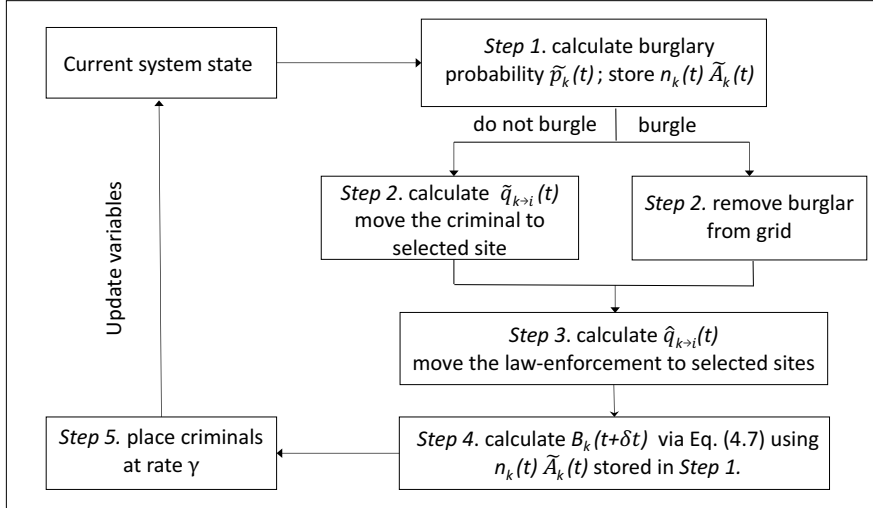 Current system state
Step 1. calculate burglary
probability p̃ₖ(t) ; store nₖ(t) Ãₖ(t)
do not burgle
burgle
Step 2. calculate q̃ₖ→ᵢ(t)
move the criminal to
selected site
Step 2. remove burglar
from grid
Update variables
Step 3. calculate q̂ₖ→ᵢ(t)
move the law-enforcement to selected sites
Step 5. place criminals
at rate γ
Step 4. calculate Bₖ(t+δt) via Eq. (4.7) using
nₖ(t) Ãₖ(t) stored in Step 1.